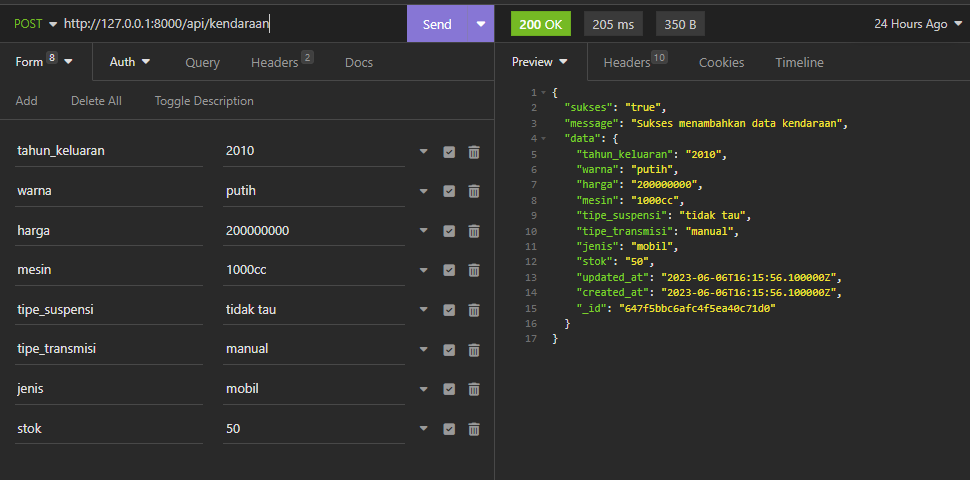 POST http://127.0.0.1:8000/api/kendaraan Send 200 OK 205 ms 350 B 24 Hours Ago
Form 8 Auth Query Headers 2 Docs
Add Delete All Toggle Description
tahun_keluaran 2010
warna putih
harga 200000000
mesin 1000cc
tipe_suspensi tidak tau
tipe_transmisi manual
jenis mobil
stok 50
Preview Headers 10 Cookies Timeline
1 {
2 "sukses": "true",
3 "message": "Sukses menambahkan data kendaraan",
4 "data": {
5 "tahun_keluaran": "2010",
6 "warna": "putih",
7 "harga": "200000000",
8 "mesin": "1000cc",
9 "tipe_suspensi": "tidak tau",
10 "tipe_transmisi": "manual",
11 "jenis": "mobil",
12 "stok": "50",
13 "updated_at": "2023-06-06T16:15:56.100000Z",
14 "created_at": "2023-06-06T16:15:56.100000Z",
15 "_id": "647f5bbc6afc4f5ea40c71d0"
16 }
17 }